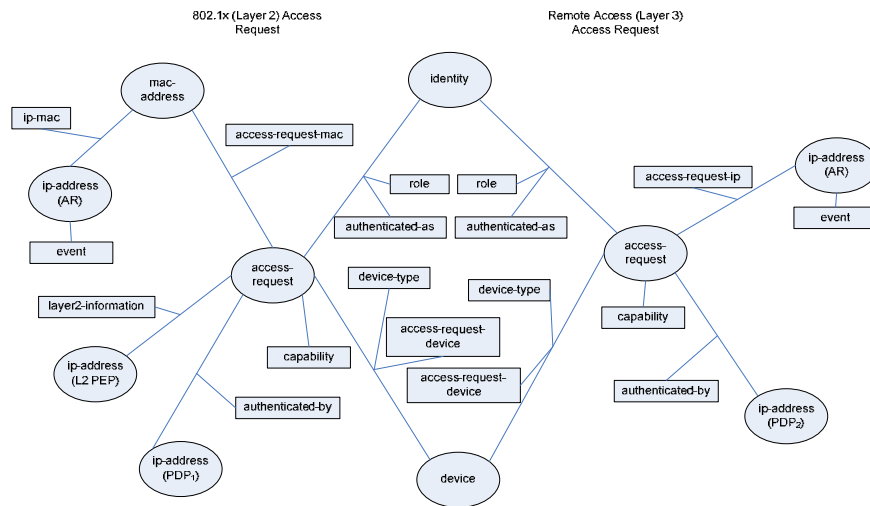 802.1x (Layer 2) Access
Request
Remote Access (Layer 3)
Access Request
mac-
address
identity
ip-mac
access-request-mac
ip-address
(AR)
access-request-ip
ip-address
(AR)
role
role
event
authenticated-as
authenticated-as
event
access-
request
access-
request
device-type
device-type
layer2-information
capability
access-request-
device
capability
ip-address
(L2 PEP)
access-request-
device
authenticated-by
authenticated-by
ip-address
(PDP₂)
ip-address
(PDP₁)
device